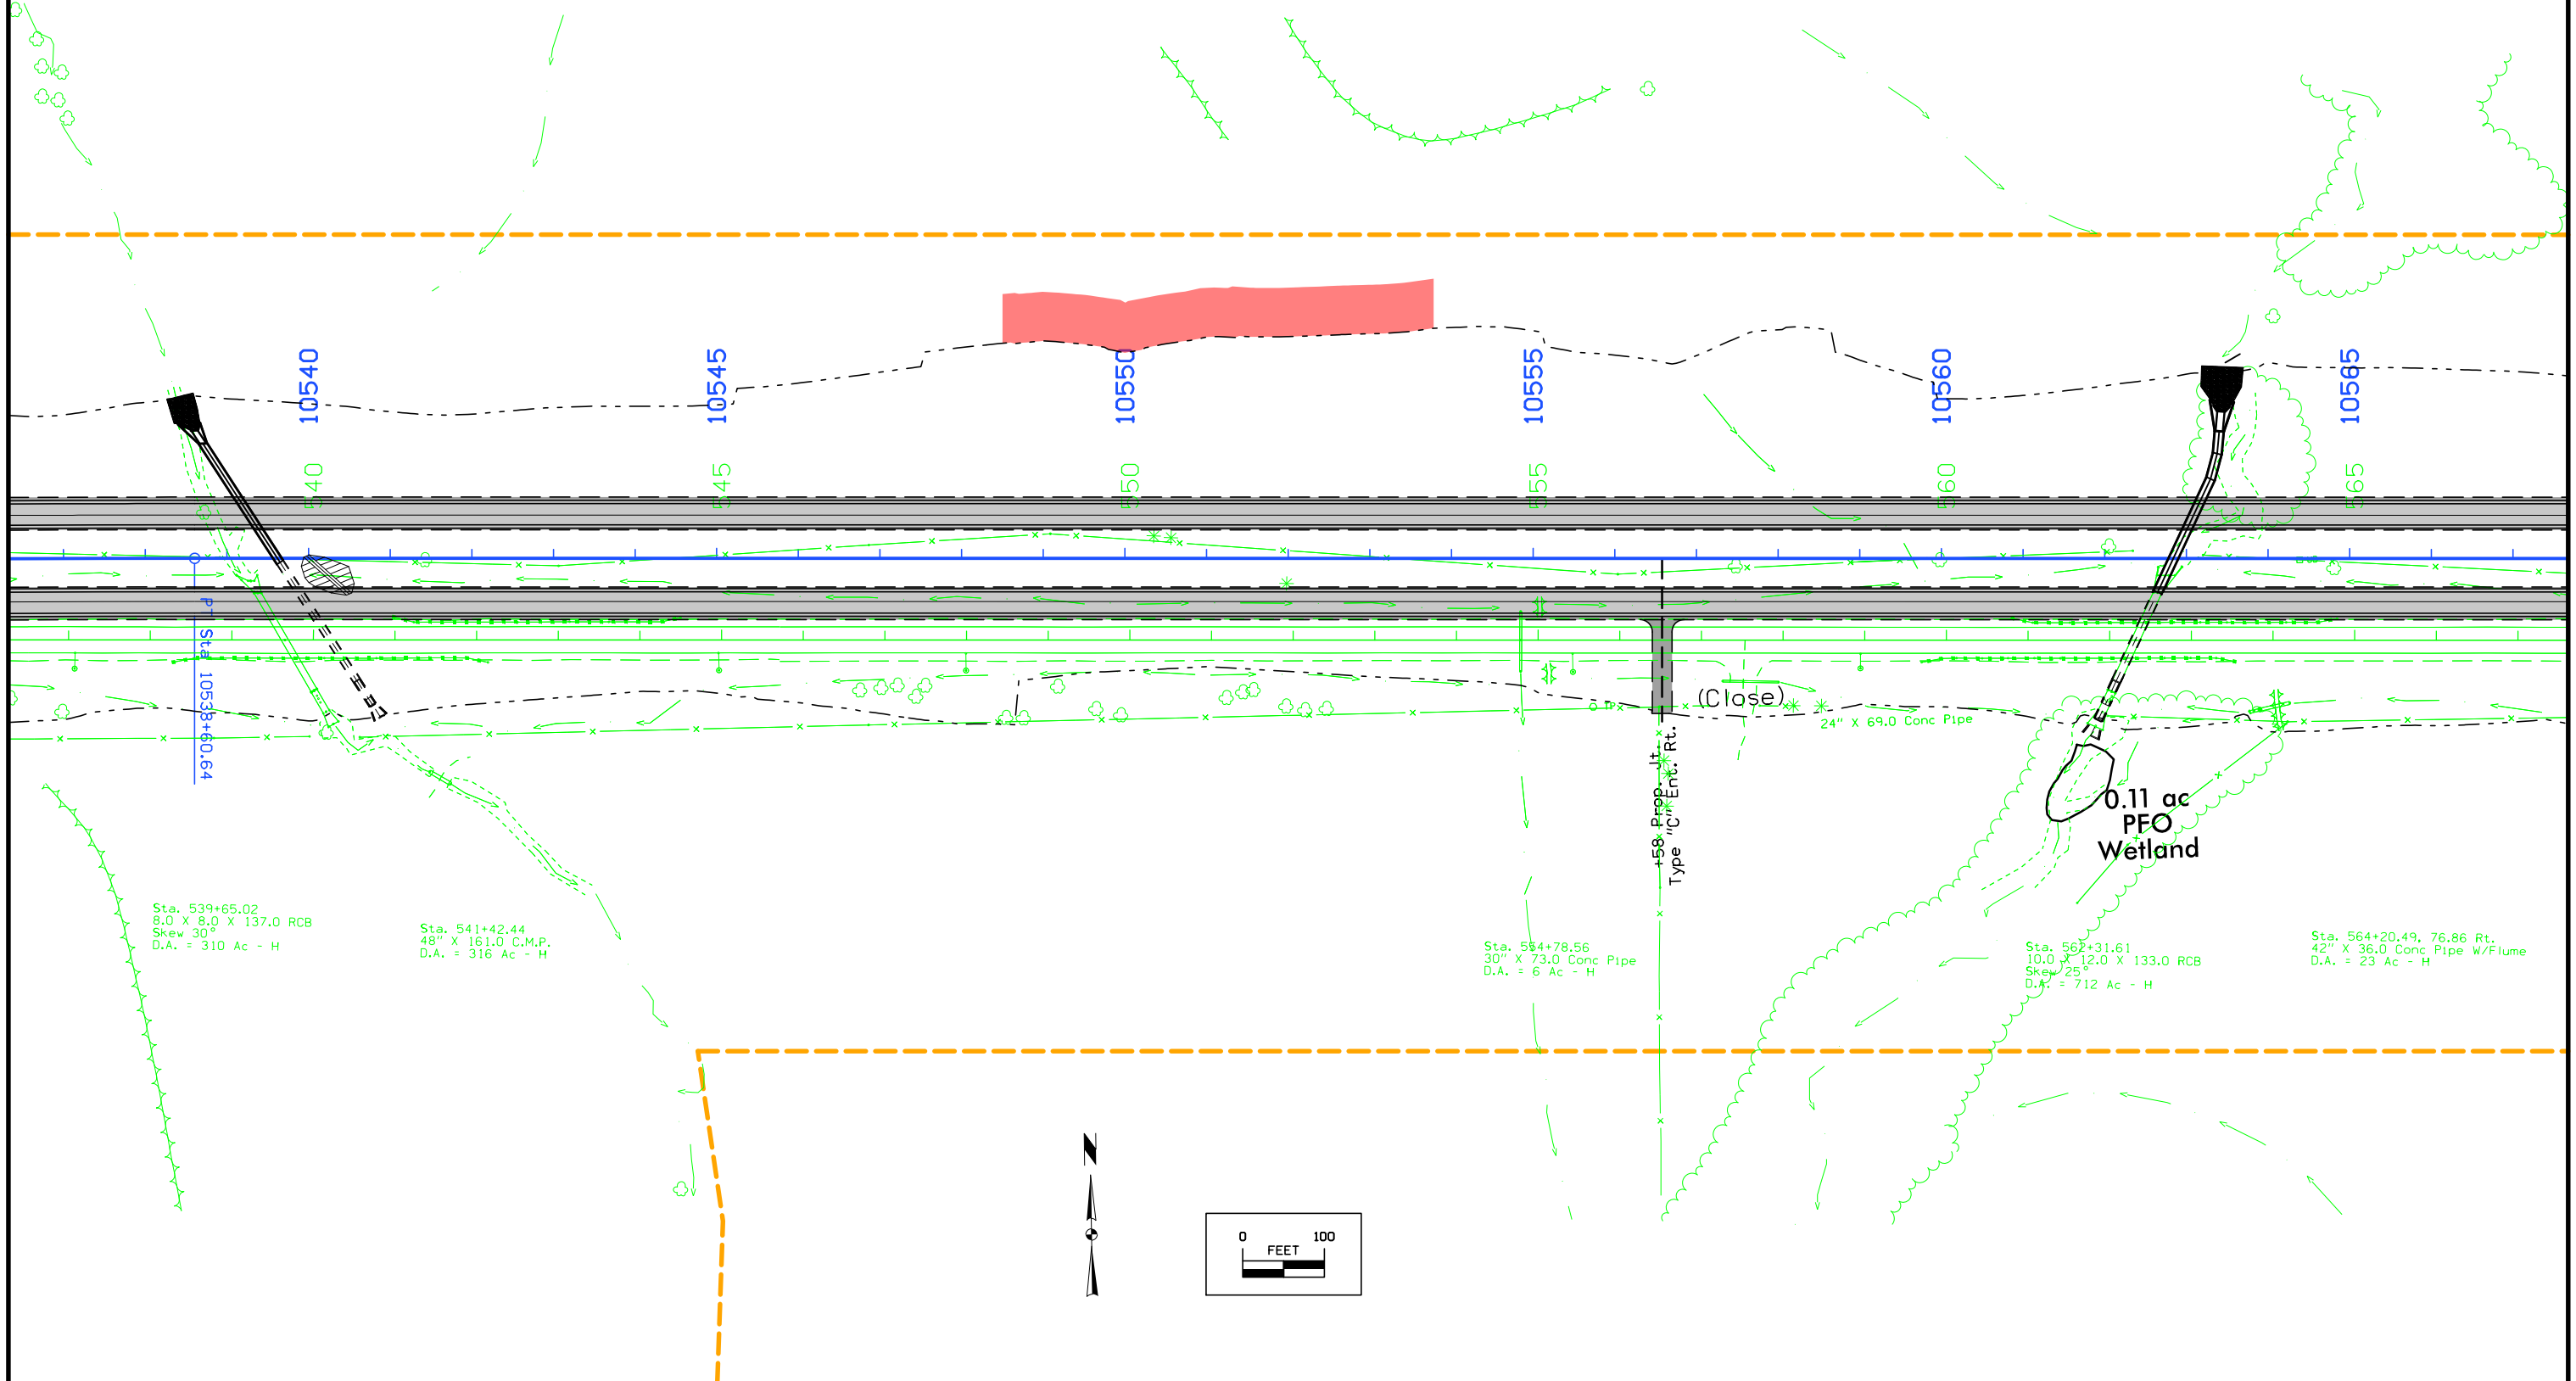 10540
10545
10550
10555
10560
10565
540
545
550
555
560
565
PT Sta 10538+60.64
(Close)
24" X 69.0 Conc Pipe
+58 Prop. Jt.
Type "C" Ent. Rt.
0.11 ac
PFO
Wetland
Sta. 539+65.02
8.0 X 8.0 X 137.0 RCB
Skew 30°
D.A. = 310 Ac - H
Sta. 541+42.44
48" X 161.0 C.M.P.
D.A. = 316 Ac - H
Sta. 554+78.56
30" X 73.0 Conc Pipe
D.A. = 6 Ac - H
Sta. 562+31.61
10.0 X 12.0 X 133.0 RCB
Skew 25°
D.A. = 712 Ac - H
Sta. 564+20.49, 76.86 Rt.
42" X 36.0 Conc Pipe W/Flume
D.A. = 23 Ac - H
N
0 100
FEET